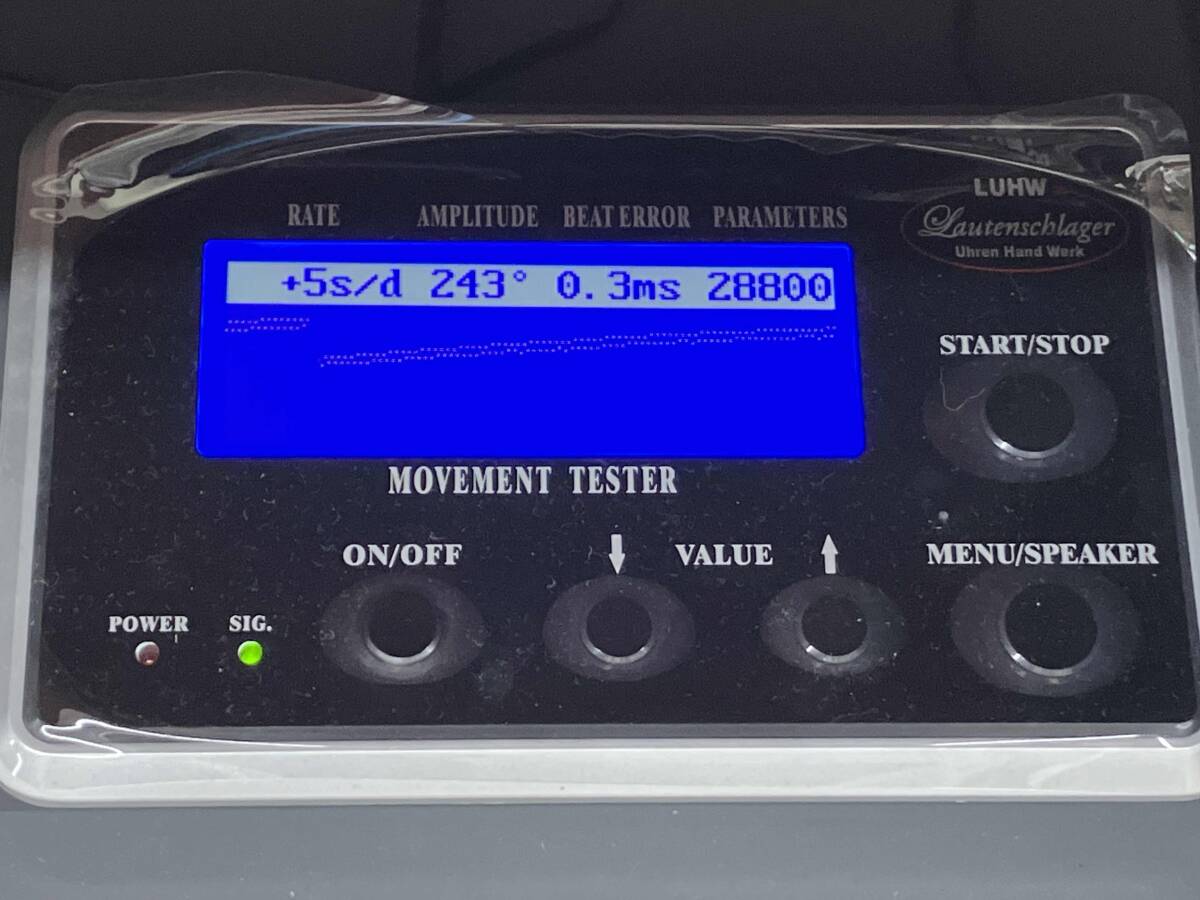 LUHW
Lautenschlager
Uhren Hand Werk
RATE AMPLITUDE BEAT ERROR PARAMETERS
+5s/d 243° 0.3ms 28800
START/STOP
MOVEMENT TESTER
ON/OFF ↓ VALUE ↑ MENU/SPEAKER
POWER SIG.